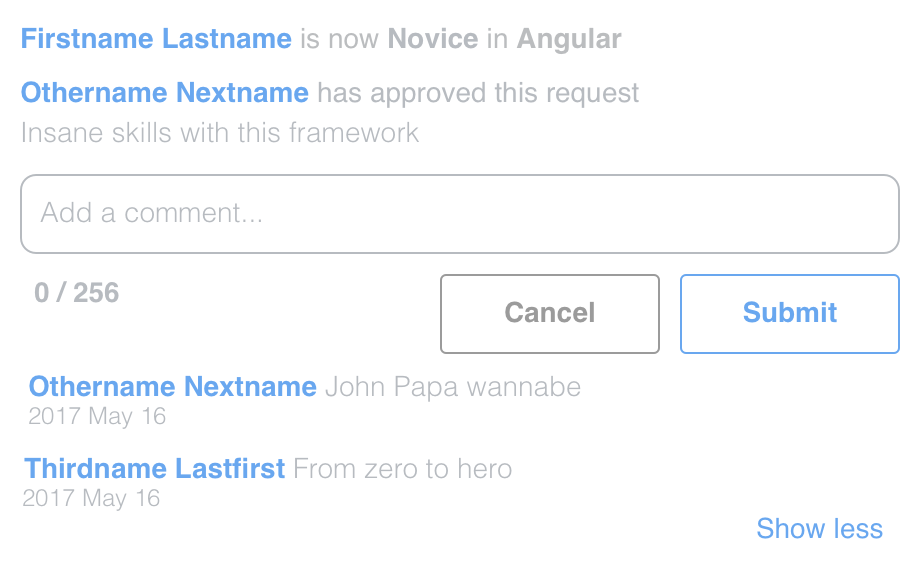 Firstname Lastname is now Novice in Angular
Othername Nextname has approved this request
Insane skills with this framework
Add a comment...
0 / 256
Cancel
Submit
Othername Nextname John Papa wannabe
2017 May 16
Thirdname Lastfirst From zero to hero
2017 May 16
Show less